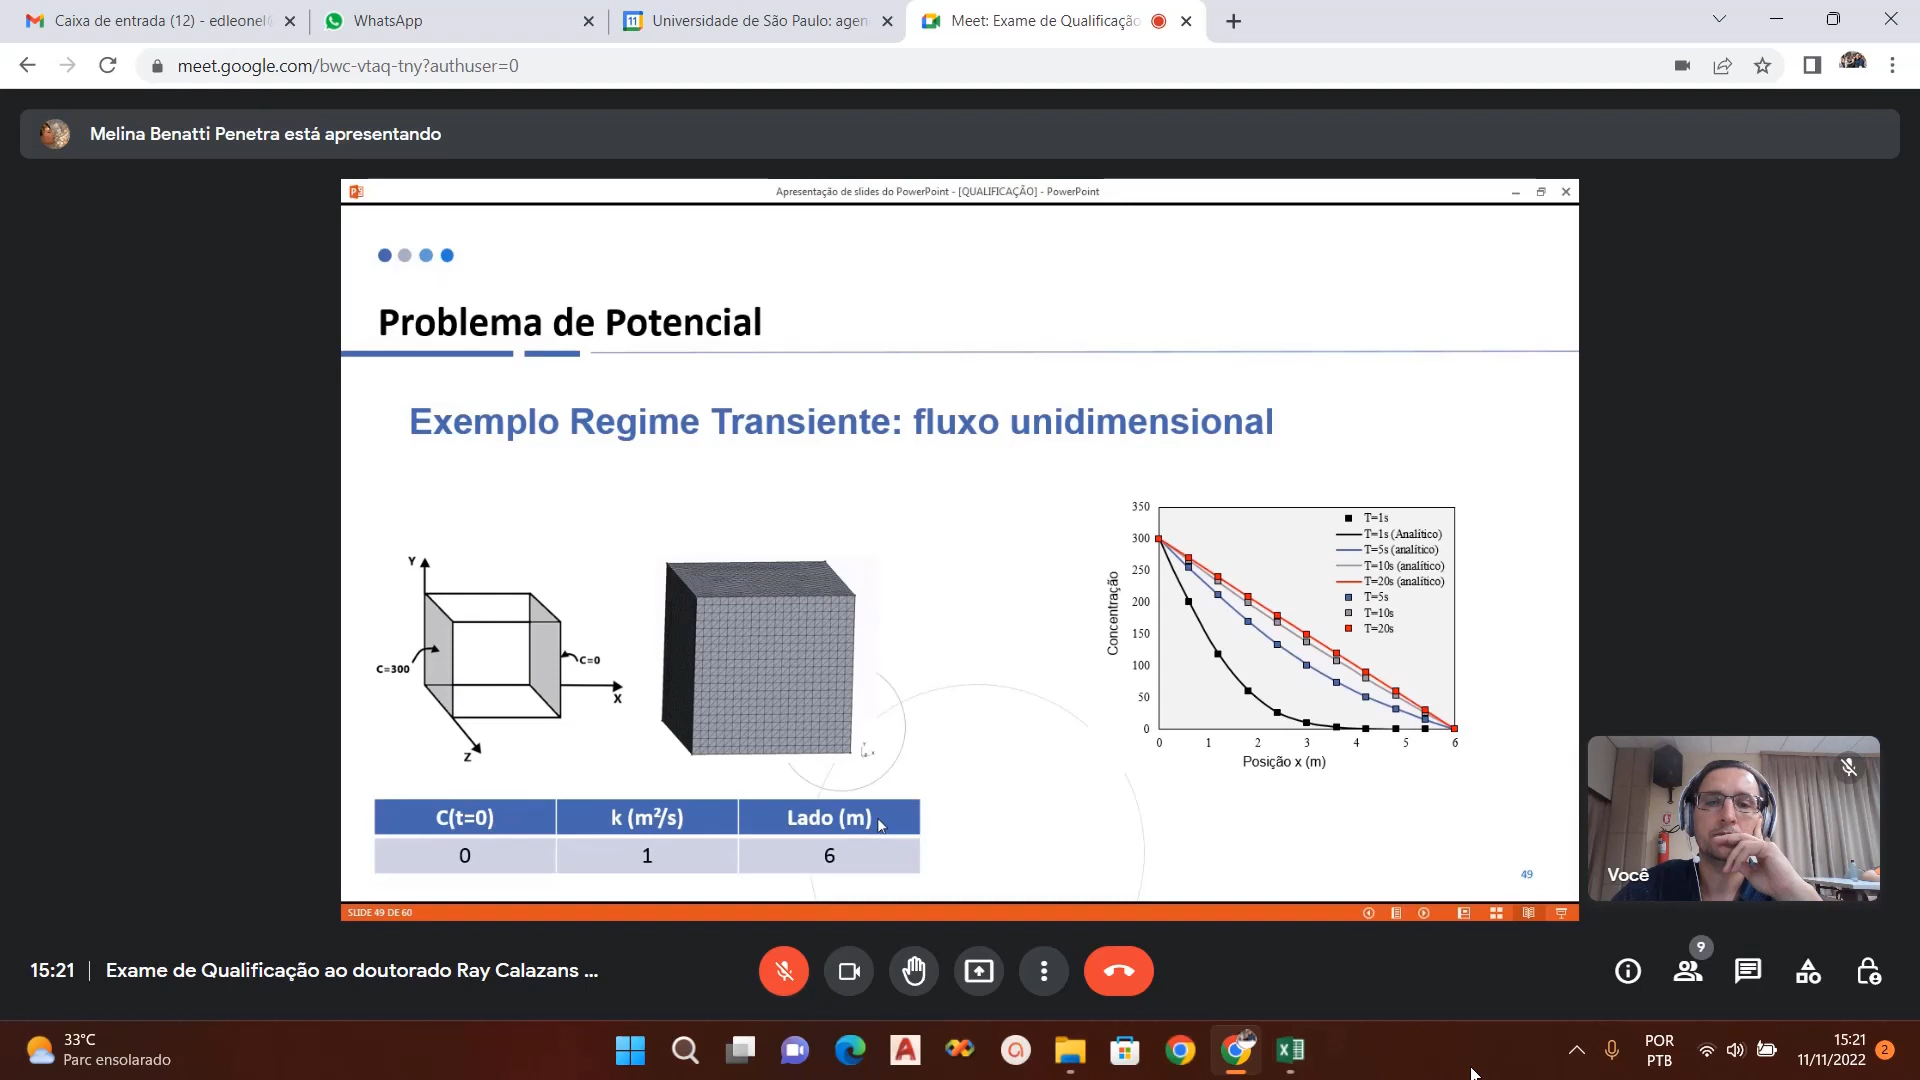 Caixa de entrada (12) - edleonel
WhatsApp
11
Universidade de São Paulo: agen
Meet: Exame de Qualificação
meet.google.com/bwc-vtaq-tny?authuser=0
Melina Benatti Penetra está apresentando
Apresentação de slides do PowerPoint - [QUALIFICAÇÃO] - PowerPoint
Problema de Potencial
Exemplo Regime Transiente: fluxo unidimensional
Y
C=300
C=0
X
Z
350
300
250
200
150
100
50
0
Concentração
T=1s
T=1s (Analítico)
T=5s (analítico)
T=10s (analítico)
T=20s (analítico)
T=5s
T=10s
T=20s
0 1 2 3 4 5 6
Posição x (m)
C(t=0) k (m²/s) Lado (m)
0 1 6
49
SLIDE 49 DE 60
Você
15:21 | Exame de Qualificação ao doutorado Ray Calazans ...
9
33°C
Parc ensolarado
POR
PTB
15:21
11/11/2022
2